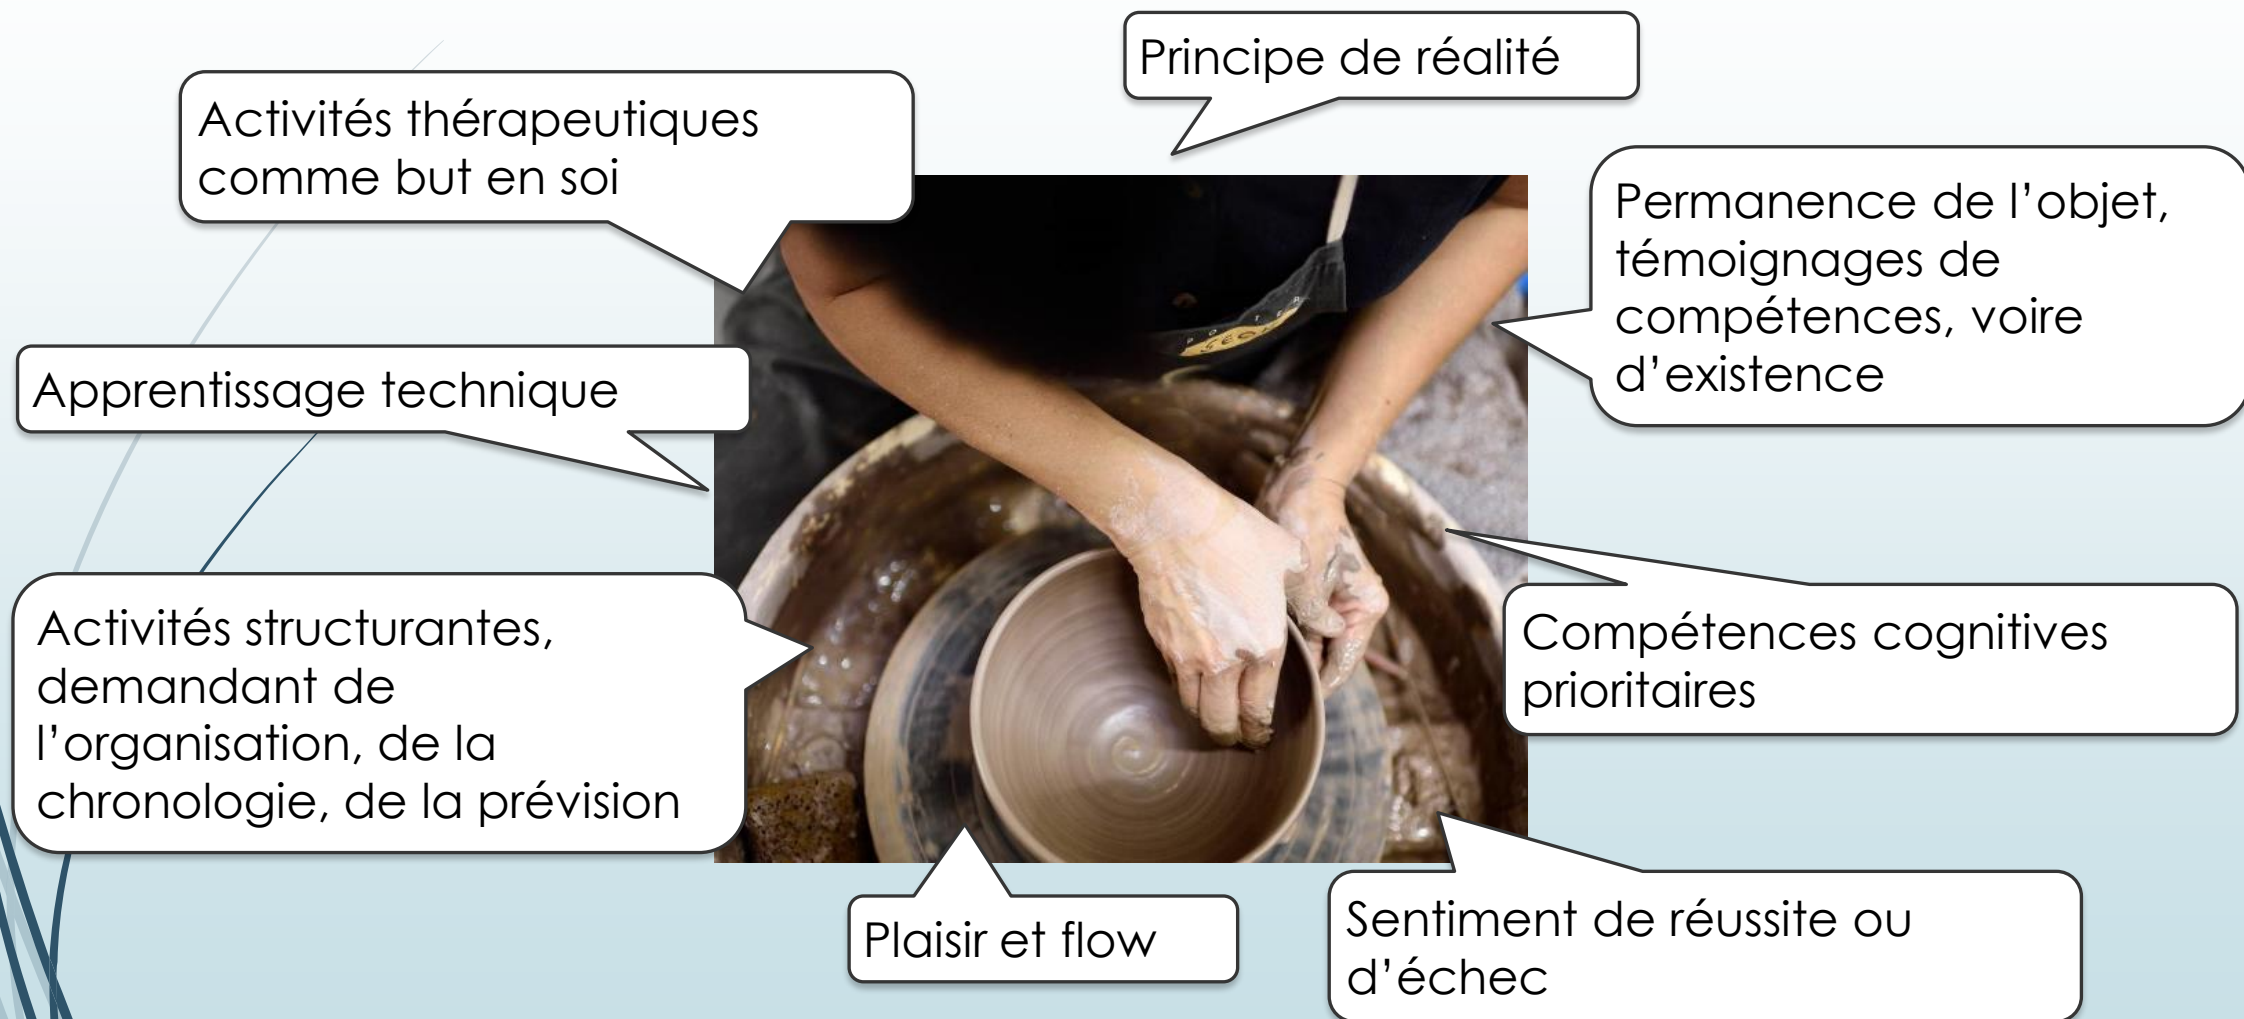 Principe de réalité
Activités thérapeutiques
comme but en soi
Permanence de l’objet,
témoignages de
compétences, voire
d’existence
Apprentissage technique
Activités structurantes,
demandant de
l’organisation, de la
chronologie, de la prévision
Compétences cognitives
prioritaires
Plaisir et flow
Sentiment de réussite ou
d’échec